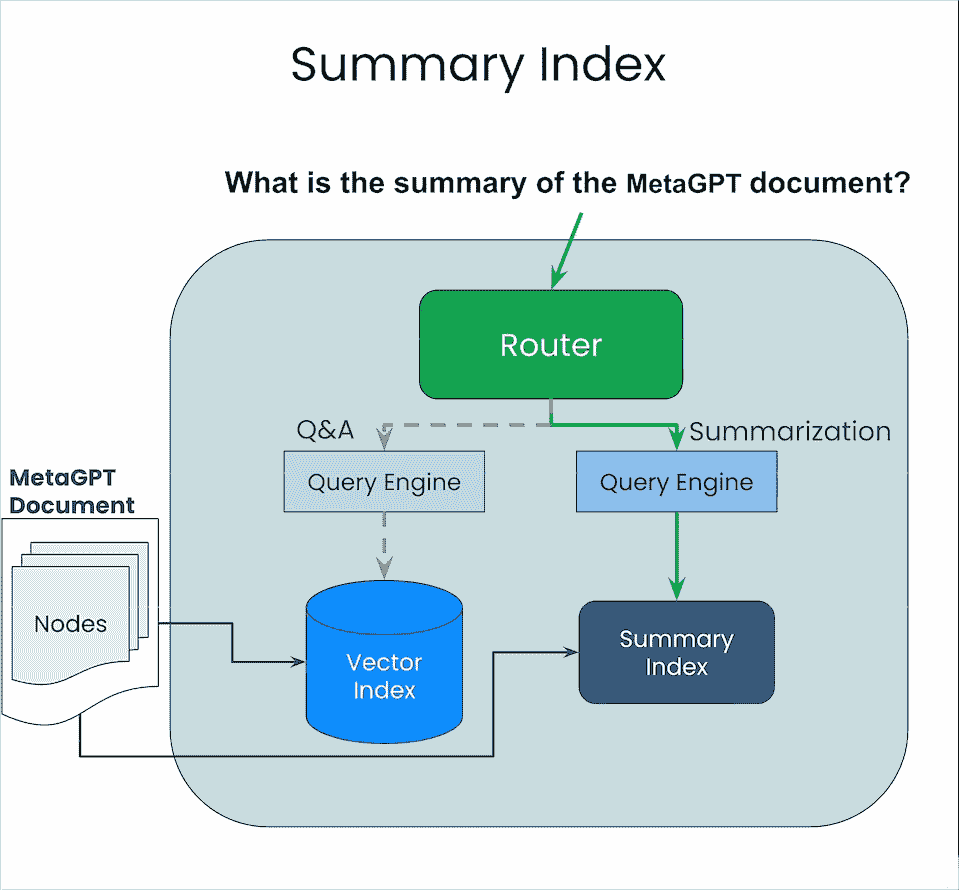 Summary Index
What is the summary of the MetaGPT document?
Router
Q&A
Summarization
Query Engine
Query Engine
MetaGPT
Document
Nodes
Vector
Index
Summary
Index